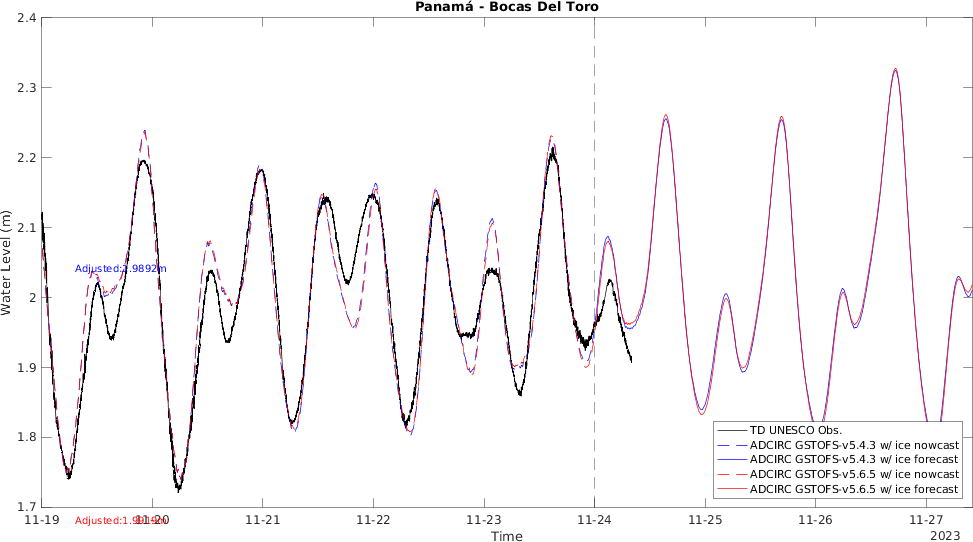 Panamá - Bocas Del Toro
2.4
2.3
2.2
2.1
2
1.9
1.8
1.7
Water Level (m)
Adjusted:1.9892m
TD UNESCO Obs.
ADCIRC GSTOFS-v5.4.3 w/ ice nowcast
ADCIRC GSTOFS-v5.4.3 w/ ice forecast
ADCIRC GSTOFS-v5.6.5 w/ ice nowcast
ADCIRC GSTOFS-v5.6.5 w/ ice forecast
11-19 11-20 11-21 11-22 11-23 11-24 11-25 11-26 11-27
Time
2023